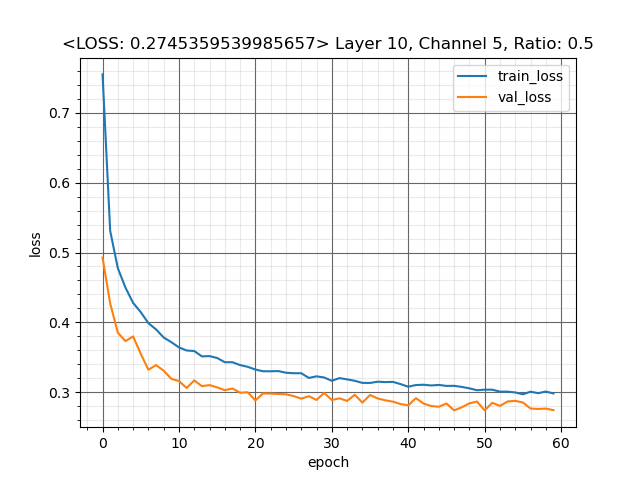 <LOSS: 0.2745359539985657> Layer 10, Channel 5, Ratio: 0.5
train_loss
val_loss
0.7
0.6
0.5
0.4
0.3
loss
0 10 20 30 40 50 60
epoch